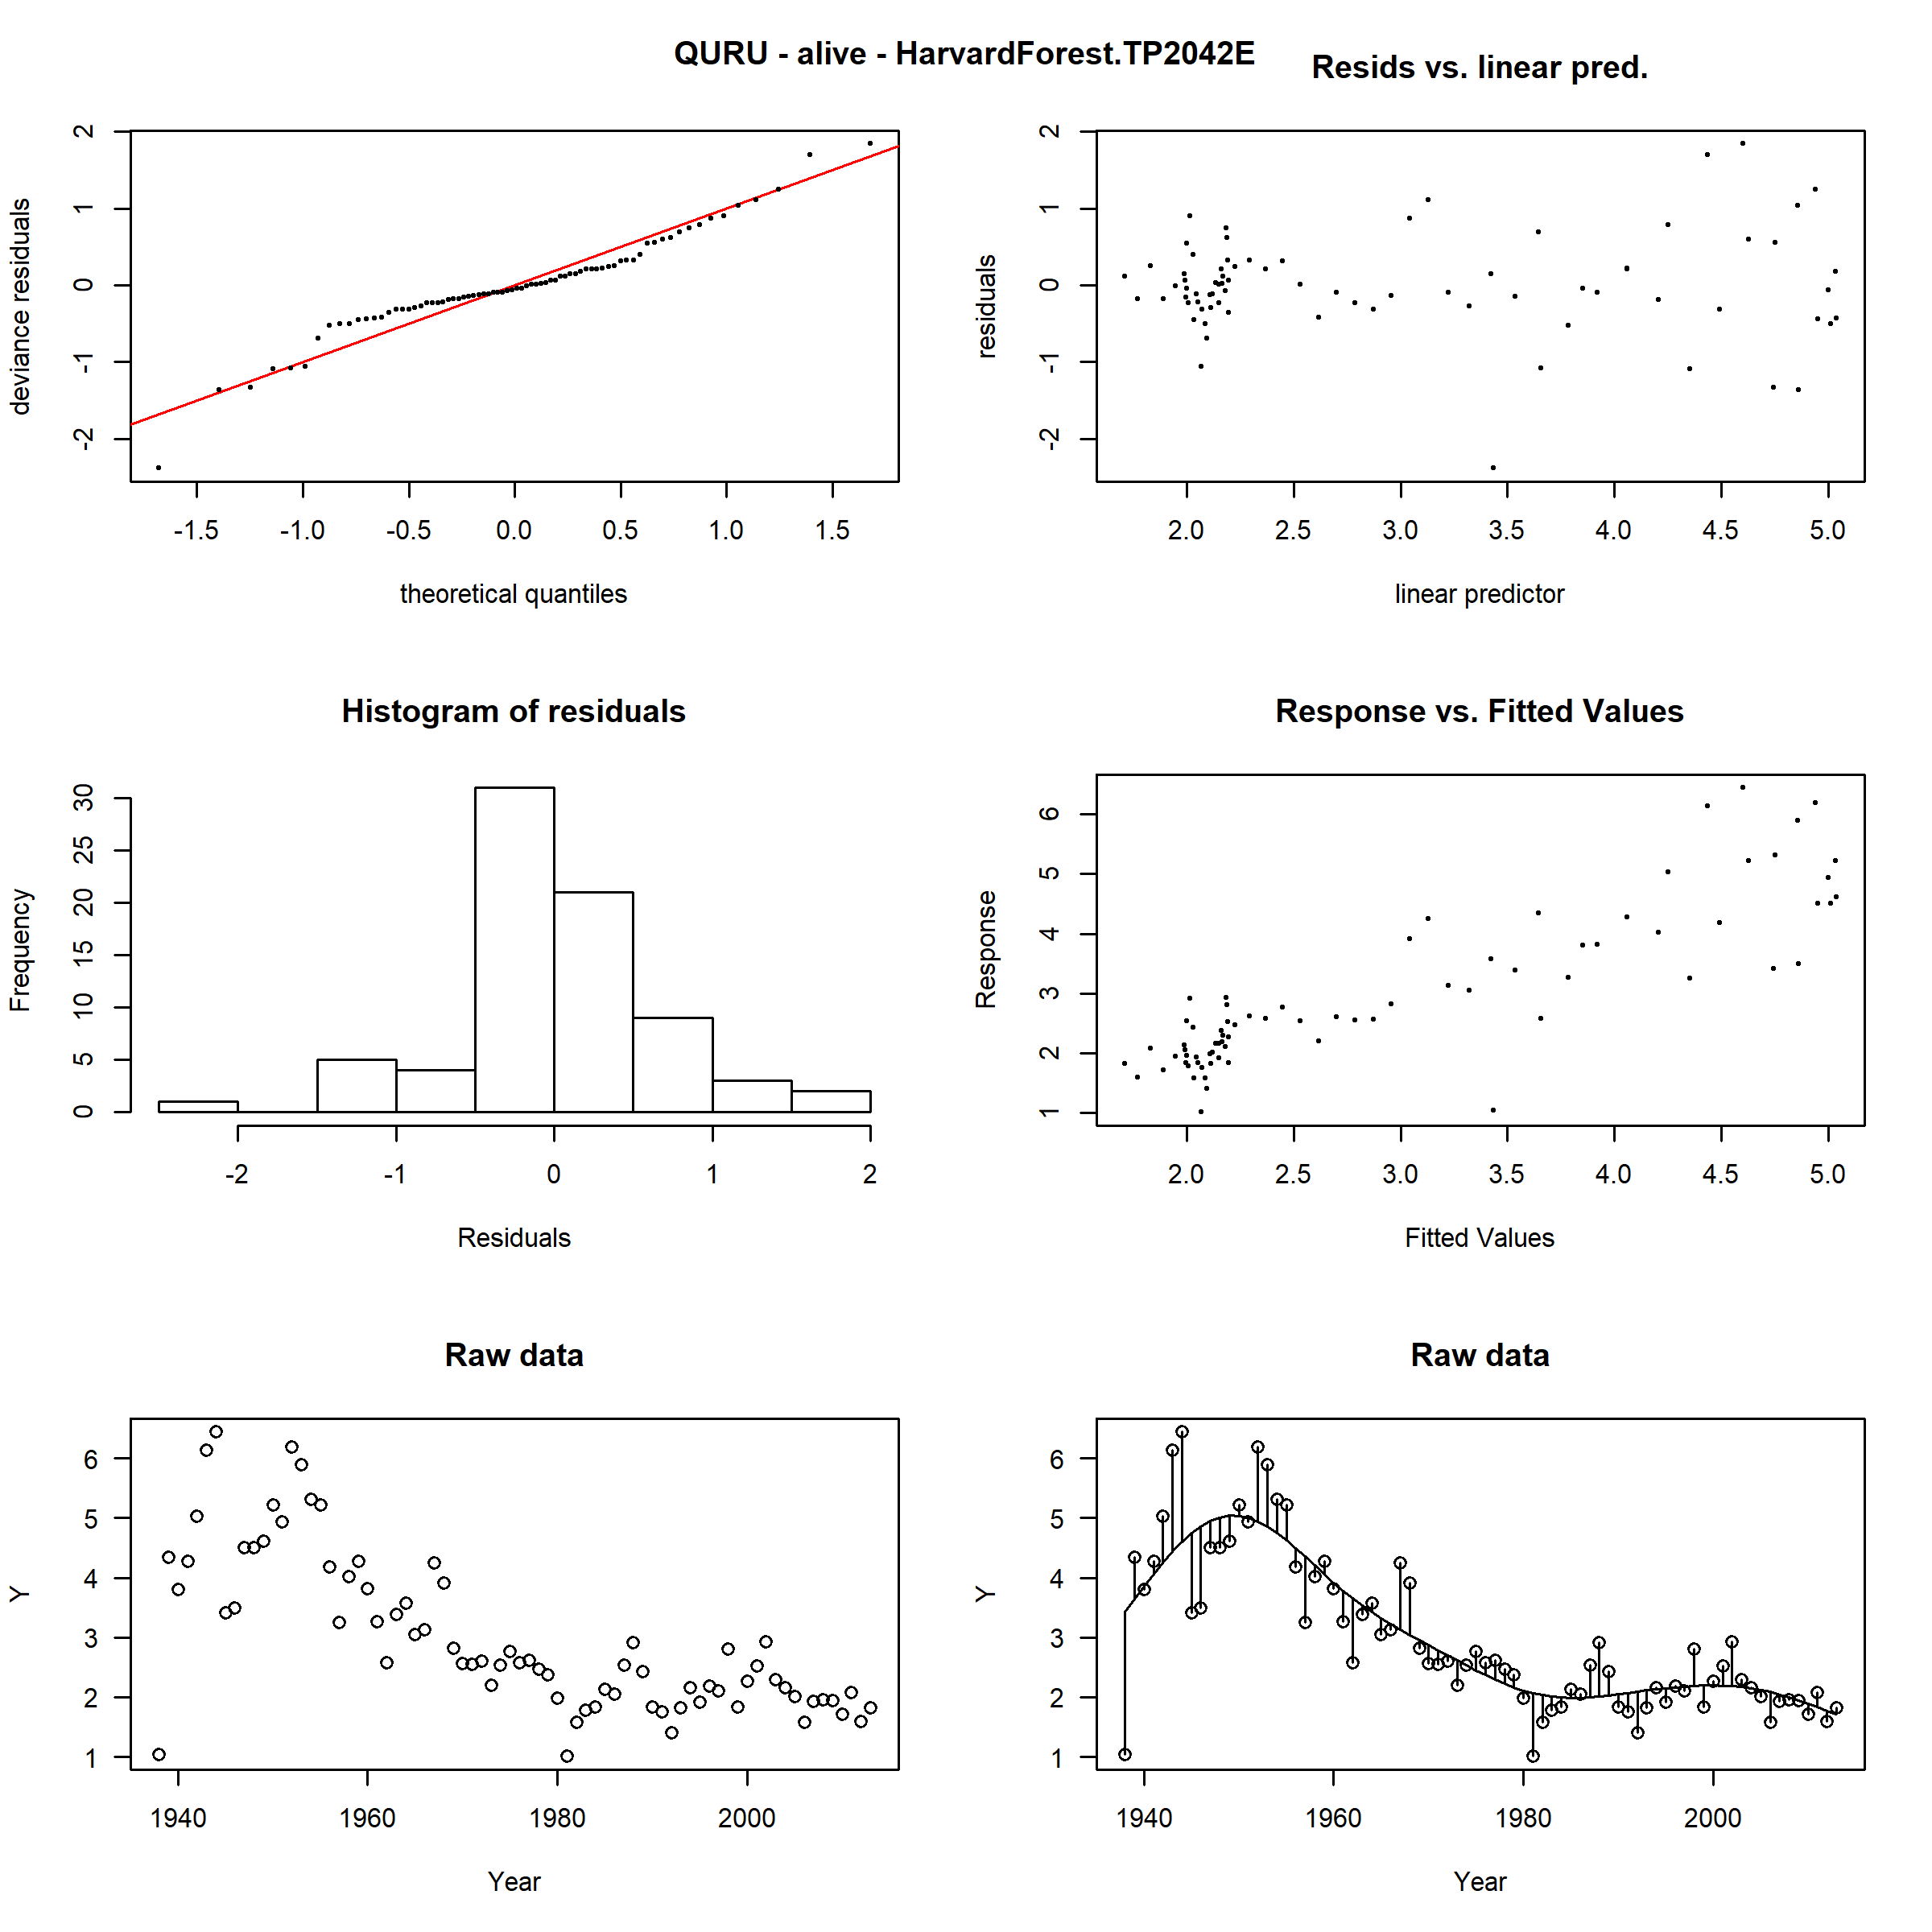 QURU - alive - HarvardForest.TP2042E
Resids vs. linear pred.
deviance residuals
2
1
0
-1
-2
-1.5 -1.0 -0.5 0.0 0.5 1.0 1.5
theoretical quantiles
residuals
2
1
0
-1
-2
2.0 2.5 3.0 3.5 4.0 4.5 5.0
linear predictor
Histogram of residuals
Frequency
30
25
20
15
10
5
0
-2 -1 0 1 2
Residuals
Response vs. Fitted Values
Response
6
5
4
3
2
1
2.0 2.5 3.0 3.5 4.0 4.5 5.0
Fitted Values
Raw data
Y
6
5
4
3
2
1
1940 1960 1980 2000
Year
Raw data
Y
6
5
4
3
2
1
1940 1960 1980 2000
Year